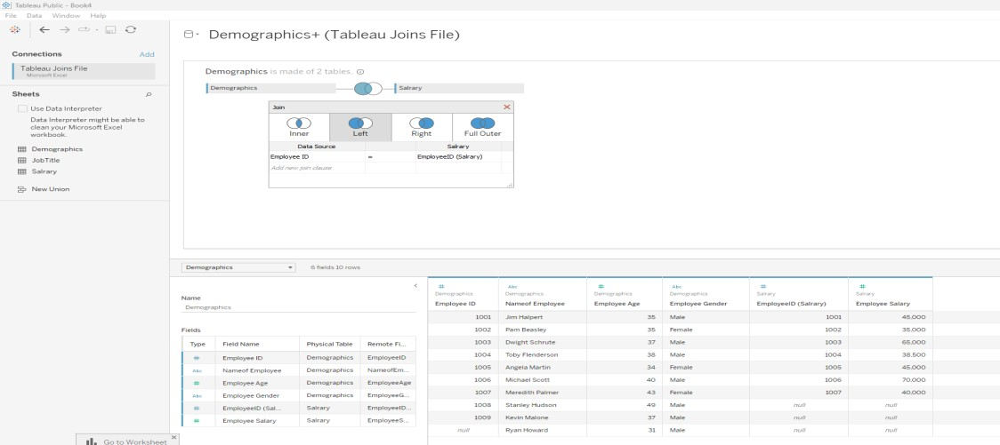 Tableau Public - Book4
File Data Window Help
Connections Add
Tableau Joins File
Microsoft Excel
Sheets
Use Data Interpreter
Data Interpreter might be able to
clean your Microsoft Excel
workbook.
Demographics
JobTitle
Salrary
New Union
Demographics+ (Tableau Joins File)
Demographics is made of 2 tables.
Demographics Salrary
Join
Inner Left Right Full Outer
Data Source Salrary
Employee ID = EmployeeID (Salrary)
Add new join clause
Demographics 6 fields 10 rows
Name
Demographics
Fields
Type Field Name Physical Table Remote Fi...
# Employee ID Demographics EmployeeID
Abc Nameof Employee Demographics NameofEm...
# Employee Age Demographics EmployeeAge
Abc Employee Gender Demographics EmployeeG...
# EmployeeID (Sal... Salrary EmployeeID...
# Employee Salary Salrary EmployeeS...
# Abc # Abc # #
Demographics Demographics Demographics Demographics Salrary Salrary
Employee ID Nameof Employee Employee Age Employee Gender EmployeeID (Salrary) Employee Salary
1001 Jim Halpert 35 Male 1001 45,000
1002 Pam Beasley 35 Female 1002 35,000
1003 Dwight Schrute 37 Male 1003 65,000
1004 Toby Flenderson 38 Male 1004 38,500
1005 Angela Martin 34 Female 1005 45,000
1006 Michael Scott 40 Male 1006 70,000
1007 Meredith Palmer 43 Female 1007 40,000
1008 Stanley Hudson 49 Male null null
1009 Kevin Malone 37 Male null null
null Ryan Howard 31 Male null null
Go to Worksheet